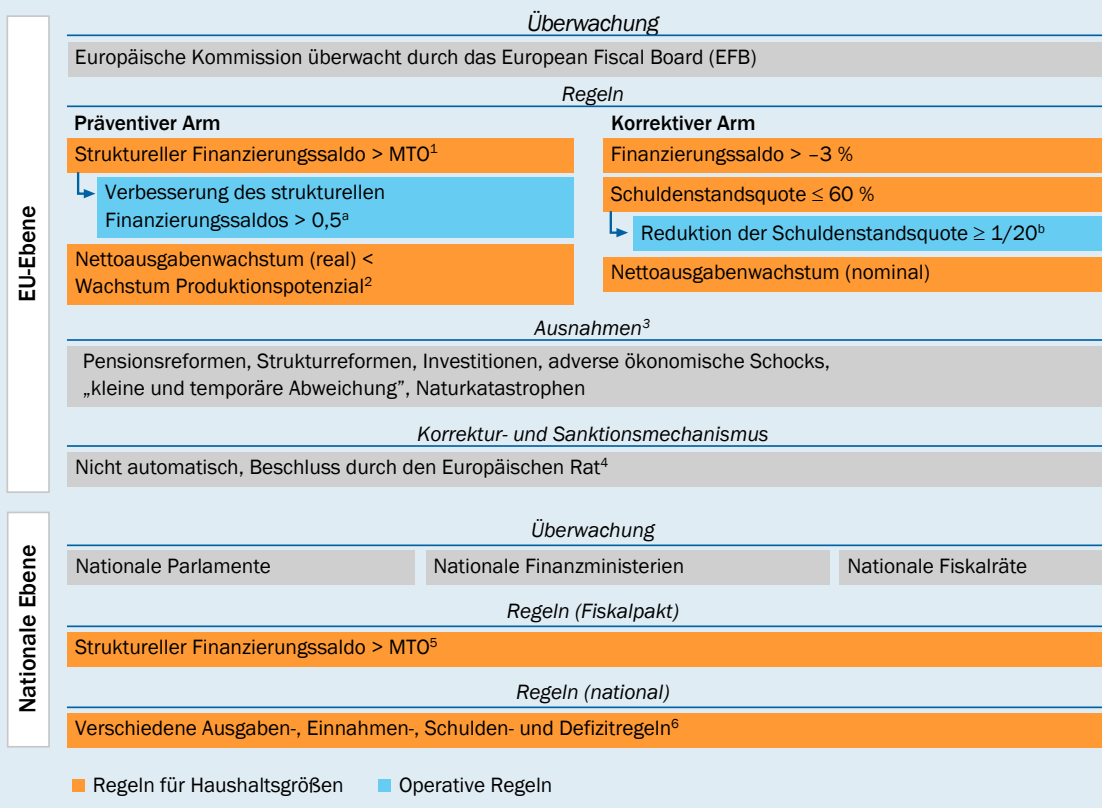 EU-Ebene
Überwachung
Europäische Kommission überwacht durch das European Fiscal Board (EFB)
Regeln
Präventiver Arm
Struktureller Finanzierungssaldo > MTO¹
Verbesserung des strukturellen
Finanzierungssaldos > 0,5ᵃ
Nettoausgabenwachstum (real) <
Wachstum Produktionspotenzial²
Korrektiver Arm
Finanzierungssaldo > –3 %
Schuldenstandsquote ≤ 60 %
Reduktion der Schuldenstandsquote ≥ 1/20ᵇ
Nettoausgabenwachstum (nominal)
Ausnahmen³
Pensionsreformen, Strukturreformen, Investitionen, adverse ökonomische Schocks,
„kleine und temporäre Abweichung”, Naturkatastrophen
Korrektur- und Sanktionsmechanismus
Nicht automatisch, Beschluss durch den Europäischen Rat⁴
Nationale Ebene
Überwachung
Nationale Parlamente
Nationale Finanzministerien
Nationale Fiskalräte
Regeln (Fiskalpakt)
Struktureller Finanzierungssaldo > MTO⁵
Regeln (national)
Verschiedene Ausgaben-, Einnahmen-, Schulden- und Defizitregeln⁶
Regeln für Haushaltsgrößen
Operative Regeln